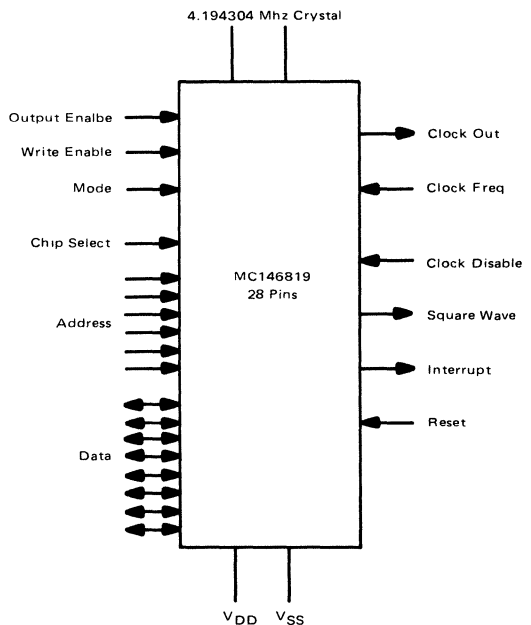 4.194304 Mhz Crystal
Output Enalbe
Write Enable
Mode
Chip Select
Address
Data
MC146819
28 Pins
Clock Out
Clock Freq
Clock Disable
Square Wave
Interrupt
Reset
VDD VSS